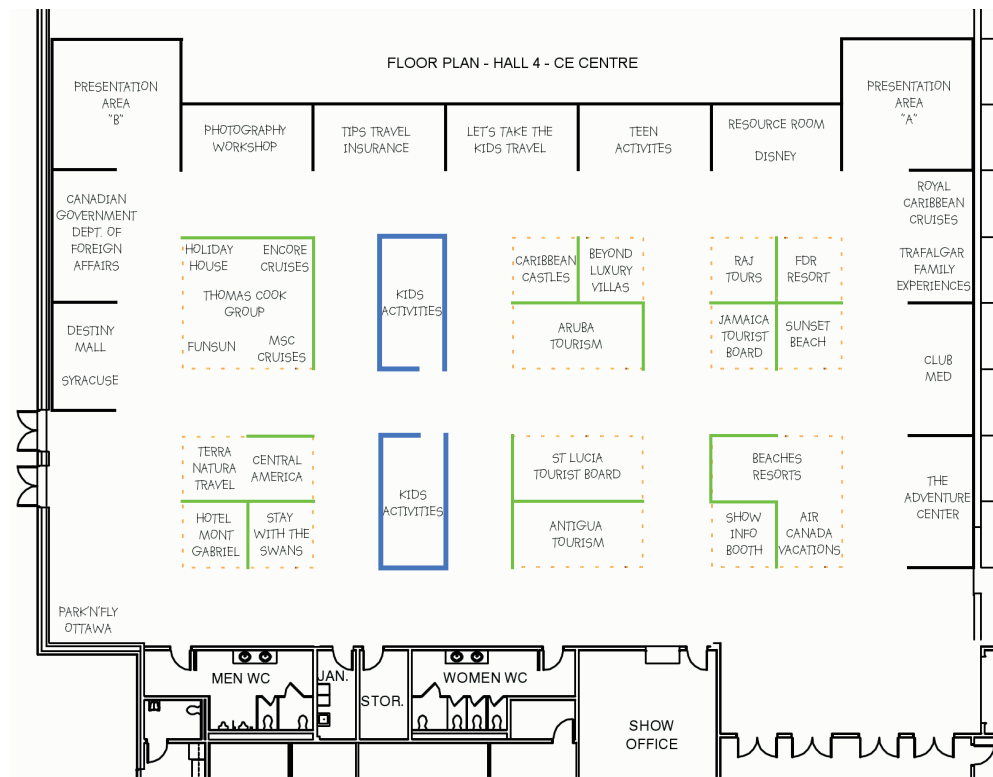 FLOOR PLAN - HALL 4 - CE CENTRE
PRESENTATION
AREA
"B"
PHOTOGRAPHY
WORKSHOP
TIPS TRAVEL
INSURANCE
LET'S TAKE THE
KIDS TRAVEL
TEEN
ACTIVITES
RESOURCE ROOM
DISNEY
PRESENTATION
AREA
"A"
CANADIAN
GOVERNMENT
DEPT. OF
FOREIGN
AFFAIRS
HOLIDAY
HOUSE
ENCORE
CRUISES
THOMAS COOK
GROUP
FUNSUN
MSC
CRUISES
KIDS
ACTIVITIES
CARIBBEAN
CASTLES
BEYOND
LUXURY
VILLAS
ARUBA
TOURISM
RAJ
TOURS
FDR
RESORT
JAMAICA
TOURIST
BOARD
SUNSET
BEACH
ROYAL
CARIBBEAN
CRUISES
TRAFALGAR
FAMILY
EXPERIENCES
DESTINY
MALL
SYRACUSE
CLUB
MED
TERRA
NATURA
TRAVEL
CENTRAL
AMERICA
HOTEL
MONT
GABRIEL
STAY
WITH THE
SWANS
KIDS
ACTIVITIES
ST LUCIA
TOURIST BOARD
ANTIGUA
TOURISM
BEACHES
RESORTS
SHOW
INFO
BOOTH
AIR
CANADA
VACATIONS
THE
ADVENTURE
CENTER
PARK'N'FLY
OTTAWA
MEN WC
JAN.
STOR.
WOMEN WC
SHOW
OFFICE